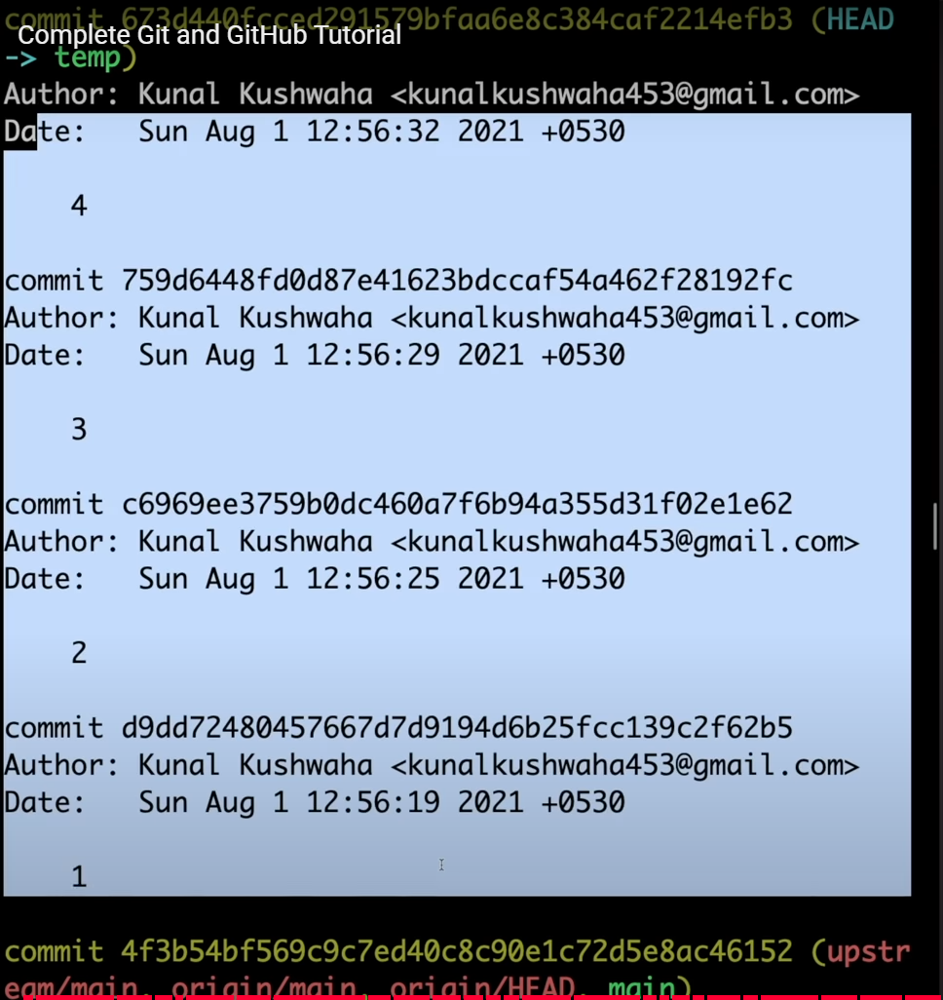 commit 673d440fcced291579bfaa6e8c384caf2214efb3 (HEAD
Complete Git and GitHub Tutorial
-> temp)
Author: Kunal Kushwaha <kunalkushwaha453@gmail.com>
Date:   Sun Aug 1 12:56:32 2021 +0530
4
commit 759d6448fd0d87e41623bdccaf54a462f28192fc
Author: Kunal Kushwaha <kunalkushwaha453@gmail.com>
Date:   Sun Aug 1 12:56:29 2021 +0530
3
commit c6969ee3759b0dc460a7f6b94a355d31f02e1e62
Author: Kunal Kushwaha <kunalkushwaha453@gmail.com>
Date:   Sun Aug 1 12:56:25 2021 +0530
2
commit d9dd72480457667d7d9194d6b25fcc139c2f62b5
Author: Kunal Kushwaha <kunalkushwaha453@gmail.com>
Date:   Sun Aug 1 12:56:19 2021 +0530
1
commit 4f3b54bf569c9c7ed40c8c90e1c72d5e8ac46152 (upstr
eam/main, origin/main, origin/HEAD, main)